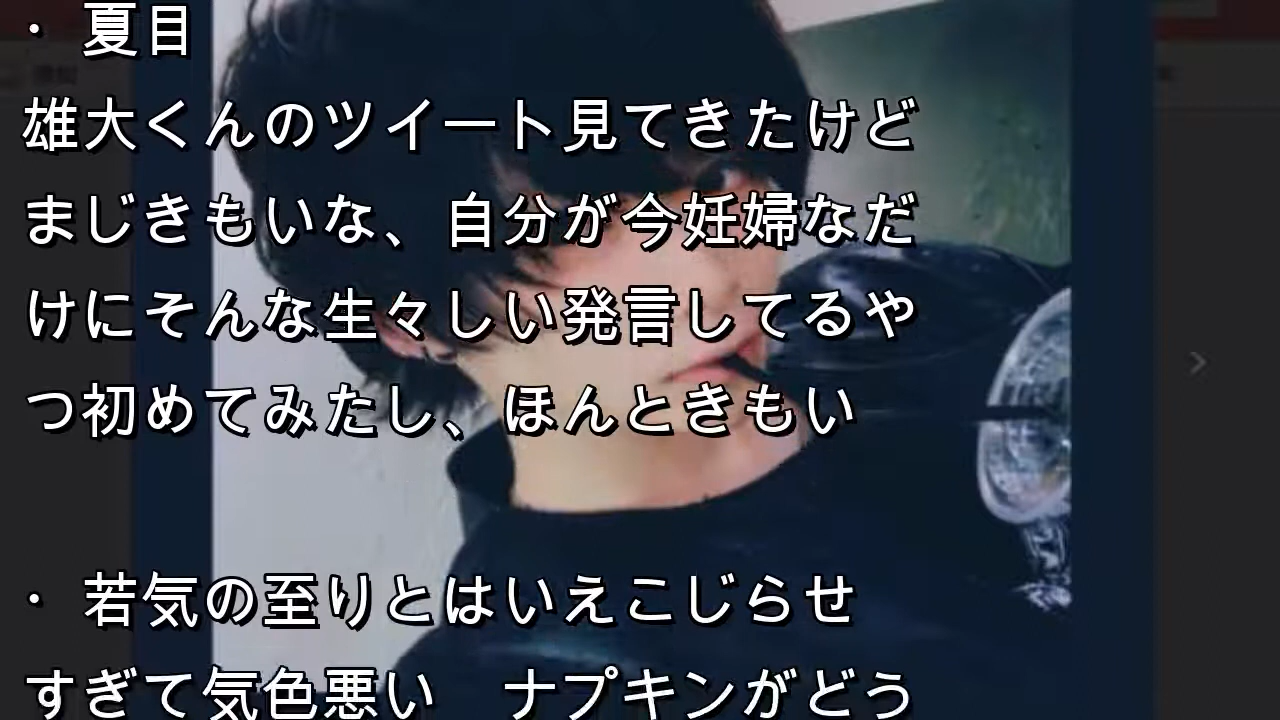 ・ 夏目
雄大くんのツイート見てきたけど
まじきもいな、自分が今妊婦なだ
けにそんな生々しい発言してるや
つ初めてみたし、ほんときもい
・ 若気の至りとはいえこじらせ
すぎて気色悪い　ナプキンがどう